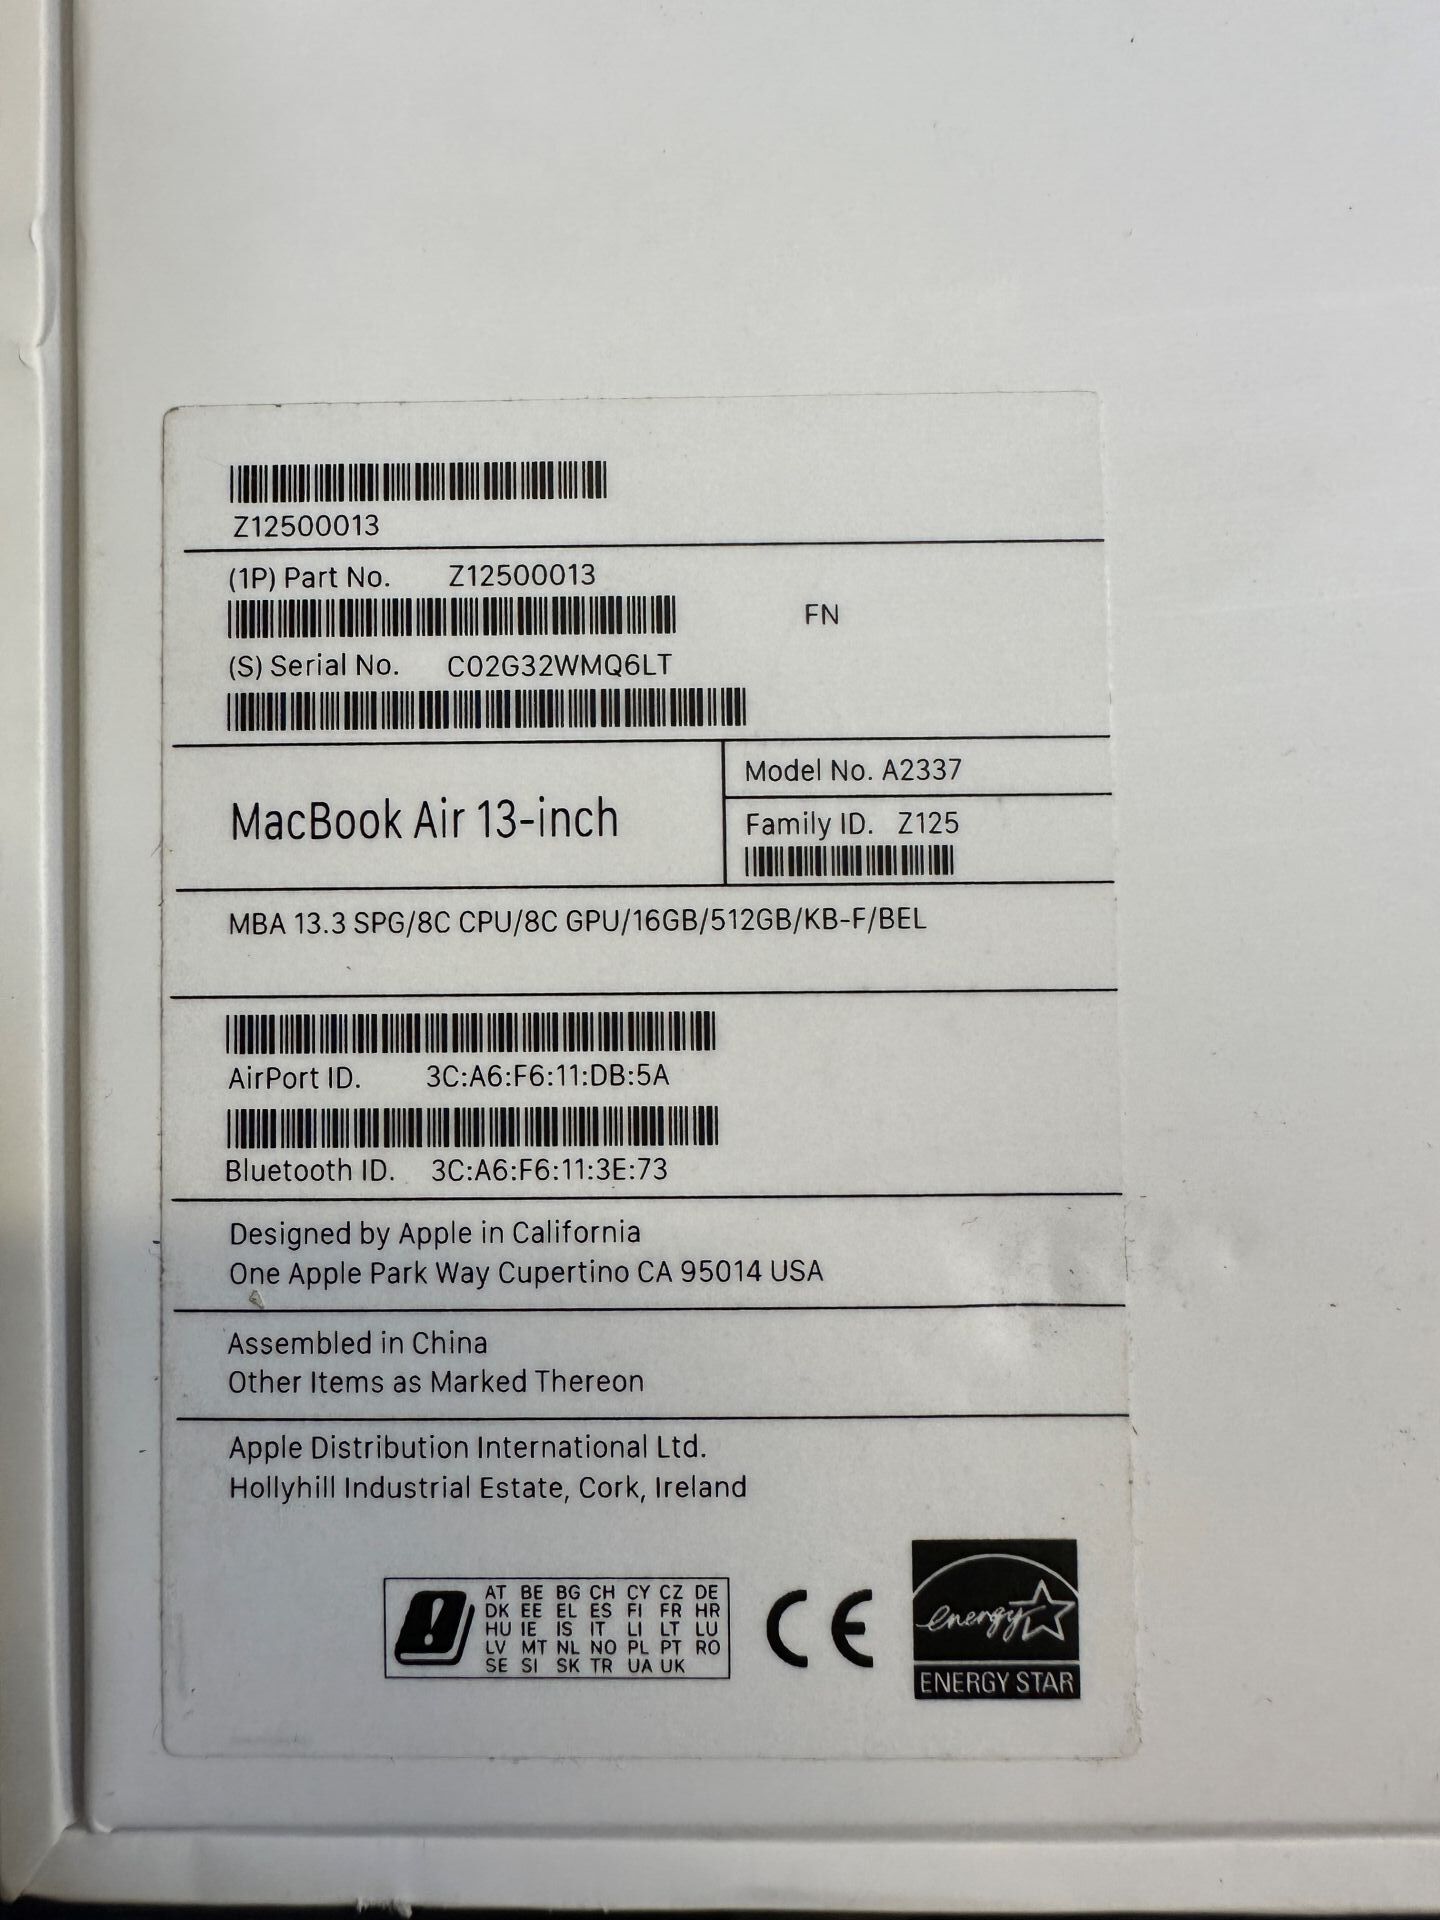 Z12500013
(1P) Part No. Z12500013
FN
(S) Serial No. C02G32WMQ6LT
MacBook Air 13-inch
Model No. A2337
Family ID. Z125
MBA 13.3 SPG/8C CPU/8C GPU/16GB/512GB/KB-F/BEL
AirPort ID. 3C:A6:F6:11:DB:5A
Bluetooth ID. 3C:A6:F6:11:3E:73
Designed by Apple in California
One Apple Park Way Cupertino CA 95014 USA
Assembled in China
Other Items as Marked Thereon
Apple Distribution International Ltd.
Hollyhill Industrial Estate, Cork, Ireland
AT BE BG CH CY CZ DE
DK EE EL ES FI FR HR
HU IE IS IT LI LT LU
LV MT NL NO PL PT RO
SE SI SK TR UA UK
CE
energy
ENERGY STAR